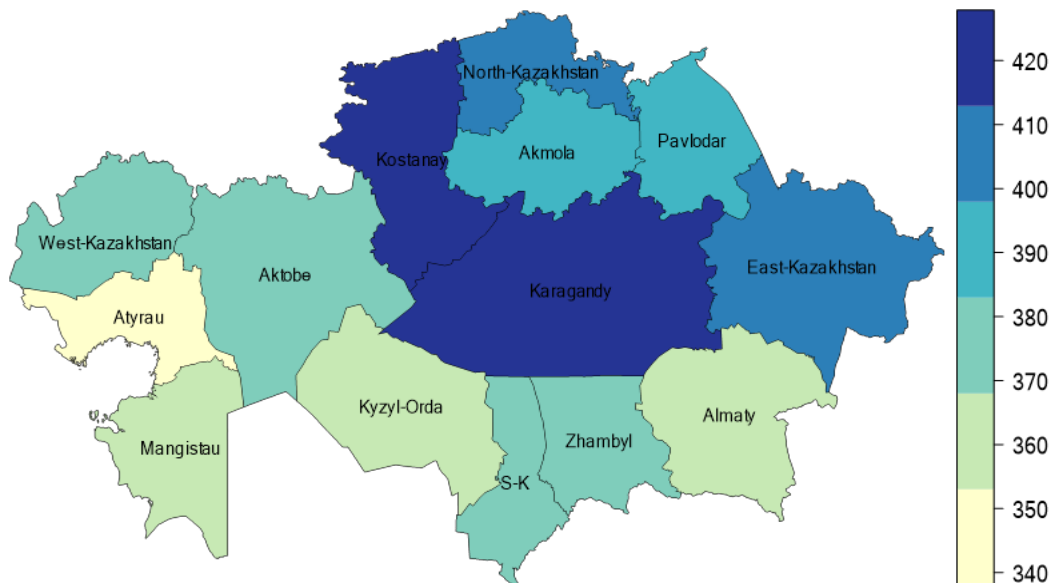 North-Kazakhstan
Kostanay
Akmola
Pavlodar
West-Kazakhstan
Aktobe
East-Kazakhstan
Karagandy
Atyrau
Kyzyl-Orda
Almaty
Mangistau
Zhambyl
S-K
420
410
400
390
380
370
360
350
340